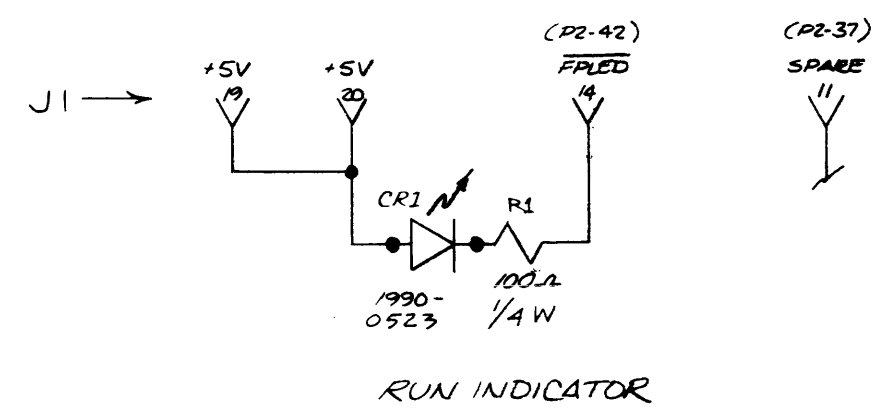 (P2-42)
(P2-37)
+5V
+5V
FPLED
SPARE
J1
19
20
14
11
CR1
R1
100Ω
1990-
0523
1/4 W
RUN INDICATOR